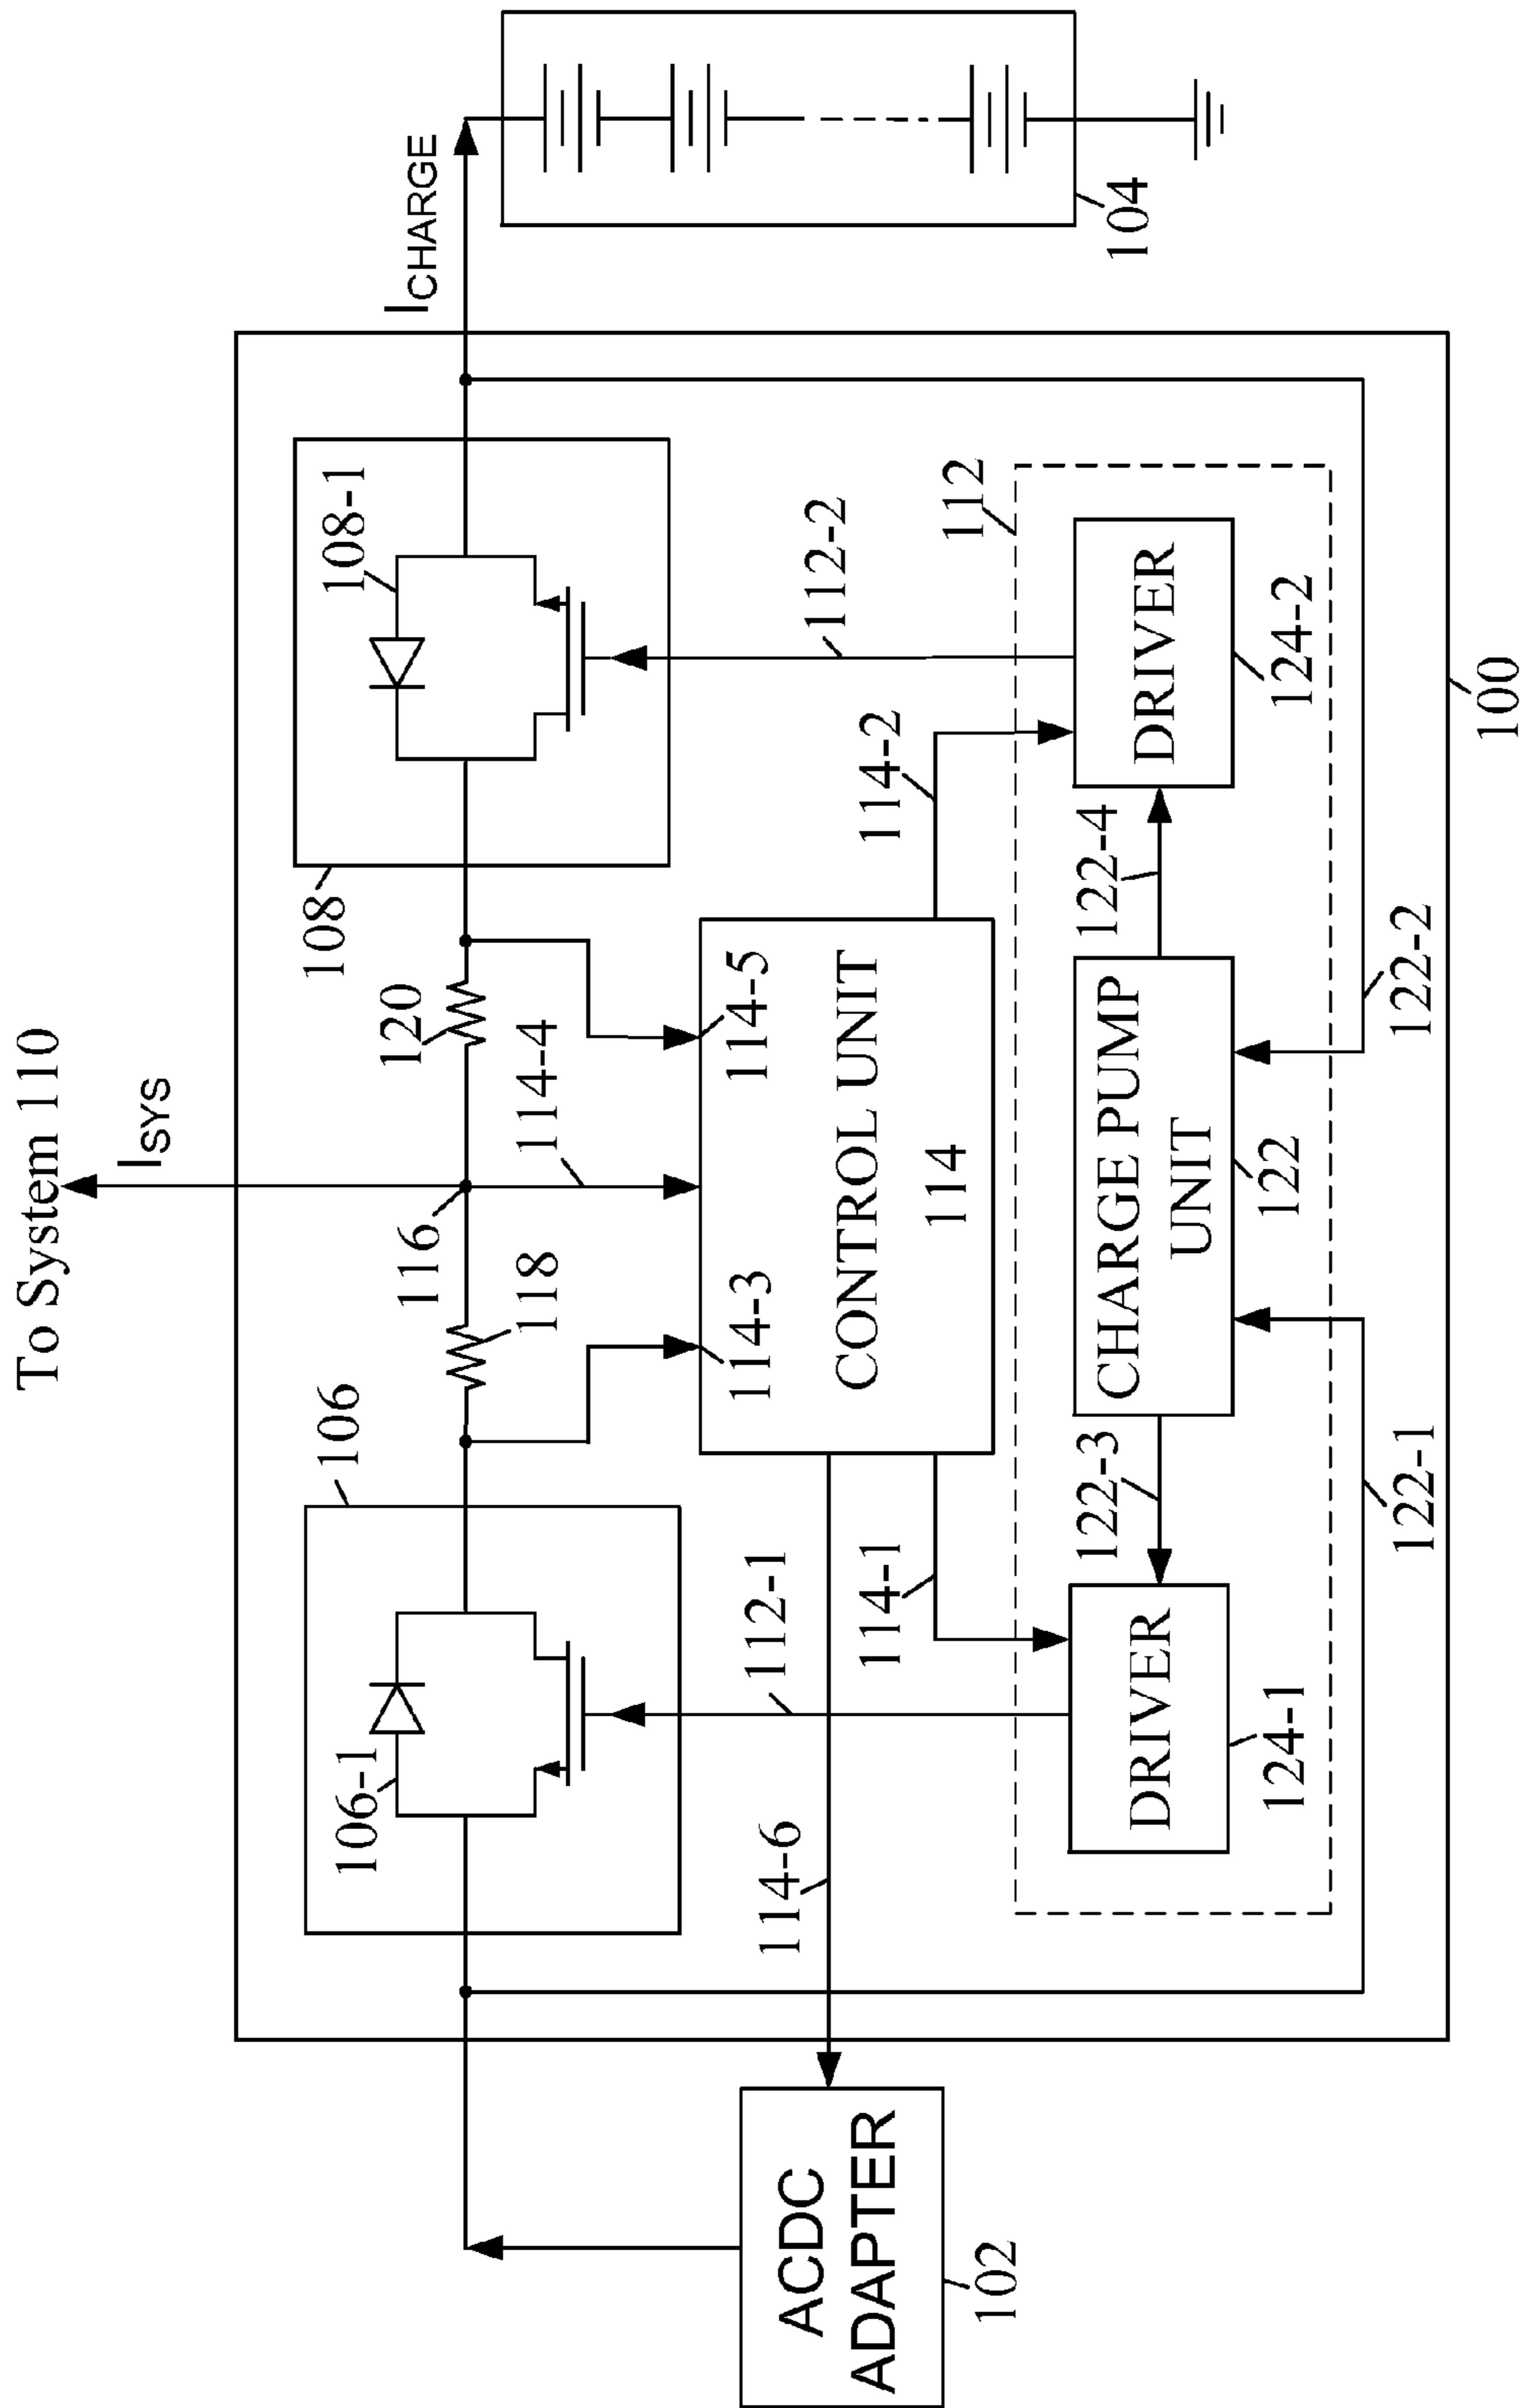 To System 110
I_SYS
I_CHARGE
106
106-1
116
118
120
114-4
108
108-1
114-3
114-5
CONTROL UNIT
114
112-1
112-2
114-6
114-1
114-2
112
104
ACDC
ADAPTER
102
DRIVER
124-1
122-3
CHARGE PUMP
UNIT
122
122-4
DRIVER
124-2
122-1
122-2
100